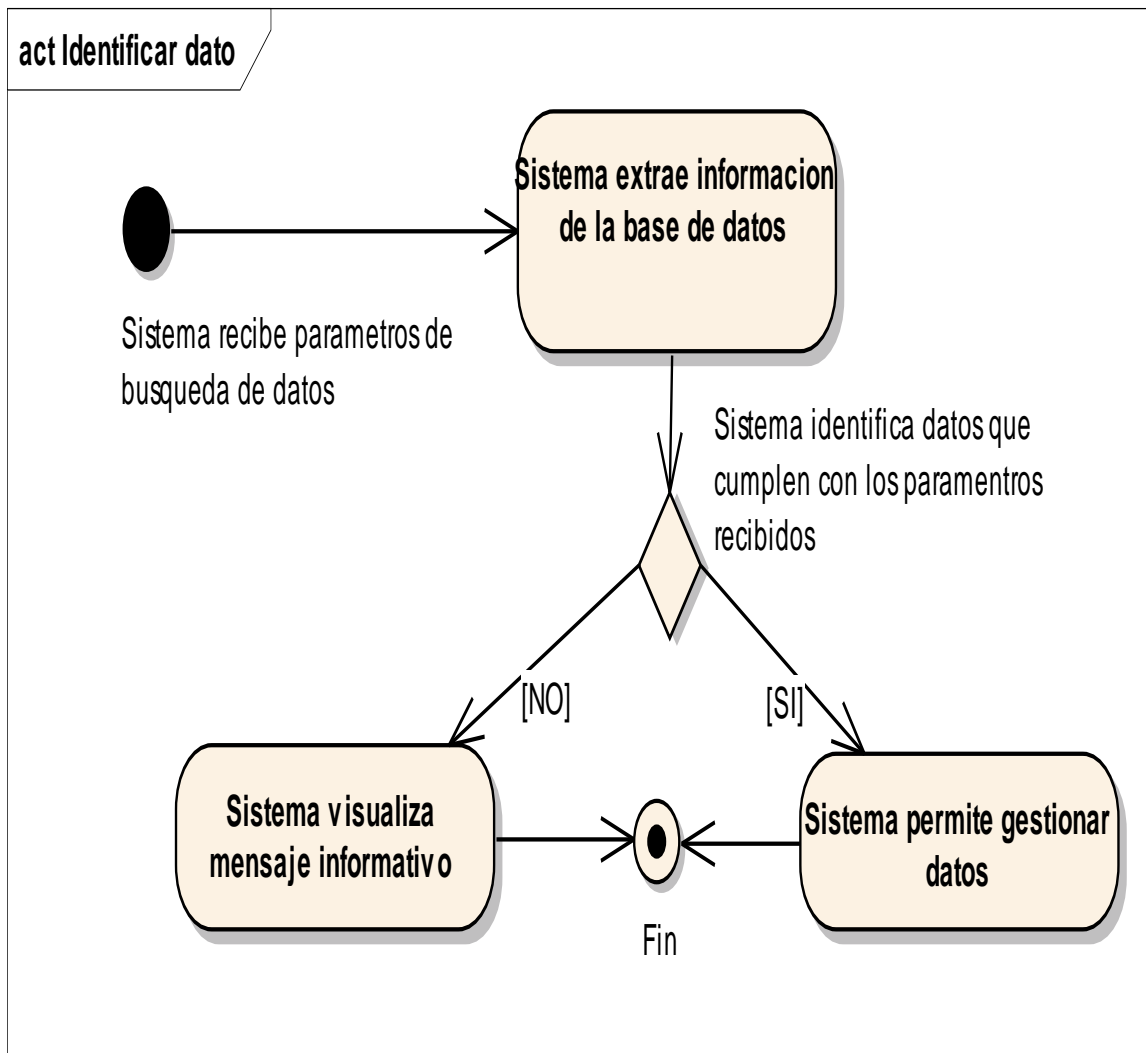 act Identificar dato
Sistema extrae informacion
de la base de datos
Sistema recibe parametros de
busqueda de datos
Sistema identifica datos que
cumplen con los paramentros
recibidos
[NO]
[SI]
Sistema visualiza
mensaje informativo
Sistema permite gestionar
datos
Fin